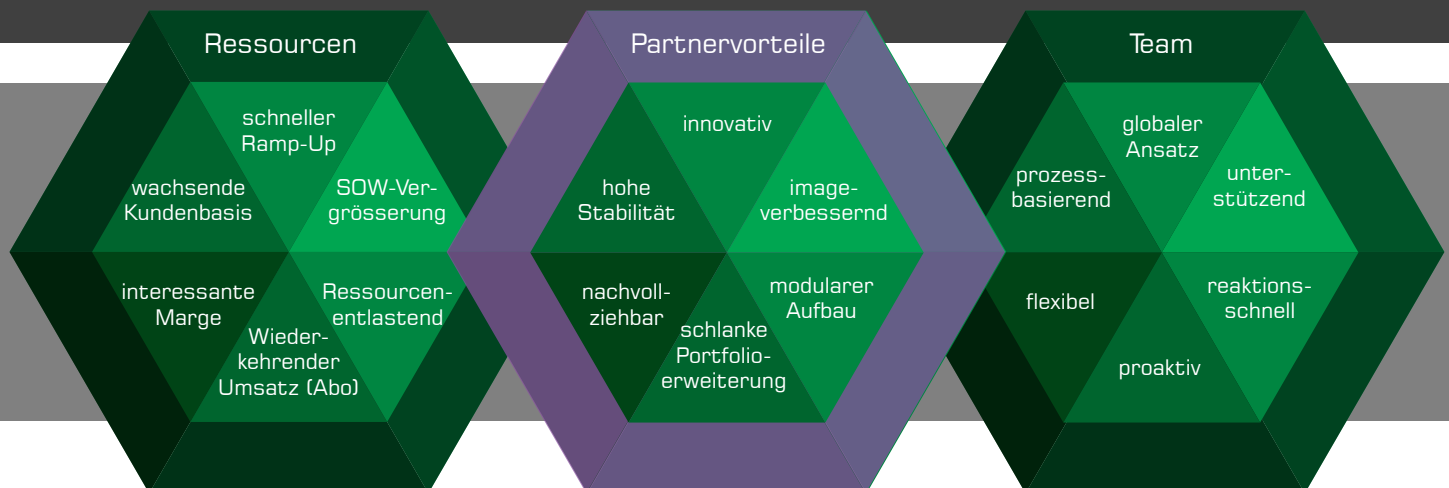 Ressourcen
schneller
Ramp-Up
wachsende
Kundenbasis
SOW-Ver-
grösserung
interessante
Marge
Ressourcen-
entlastend
Wieder-
kehrender
Umsatz (Abo)
Partnervorteile
innovativ
hohe
Stabilität
image-
verbessernd
nachvoll-
ziehbar
modularer
Aufbau
schlanke
Portfolio-
erweiterung
Team
globaler
Ansatz
prozess-
basierend
unter-
stützend
flexibel
reaktions-
schnell
proaktiv